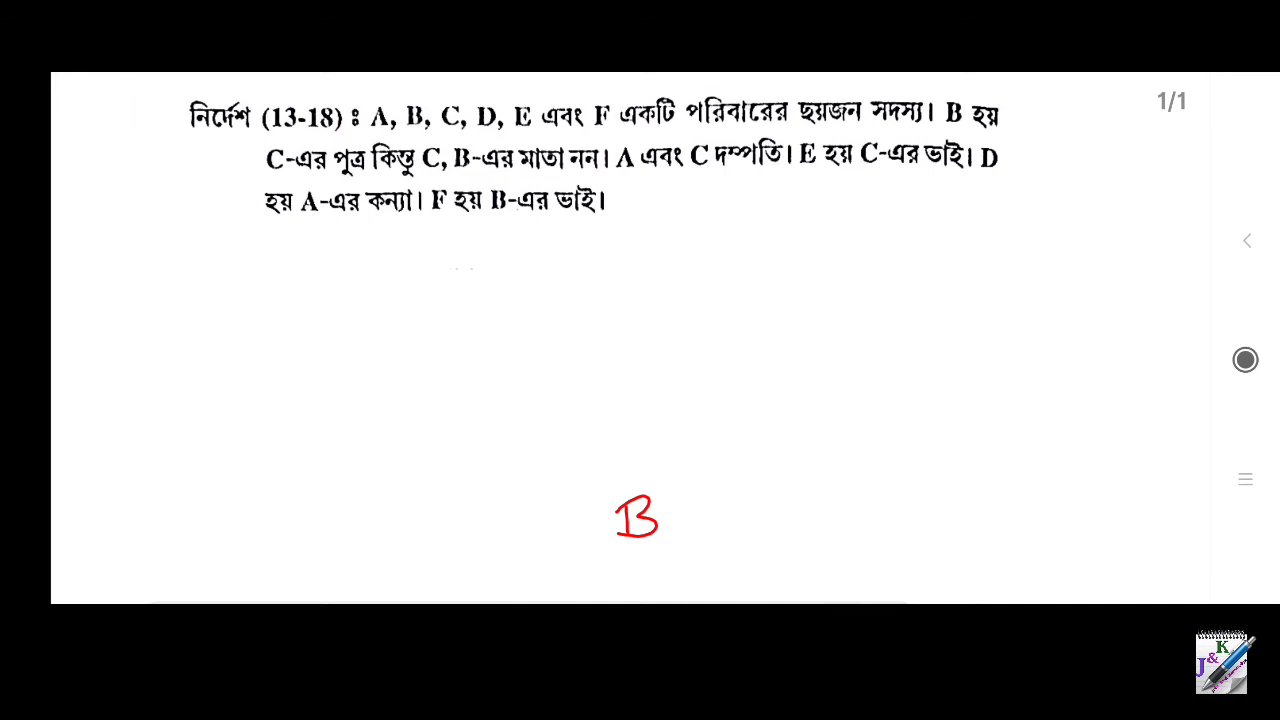 1/1
নির্দেশ (13-18) ঃ A, B, C, D, E এবং F একটি পরিবারের ছয়জন সদস্য। B হয়
C-এর পুত্র কিন্তু C, B-এর মাতা নন। A এবং C দম্পতি। E হয় C-এর ভাই। D
হয় A-এর কন্যা। F হয় B-এর ভাই।
B
J&K